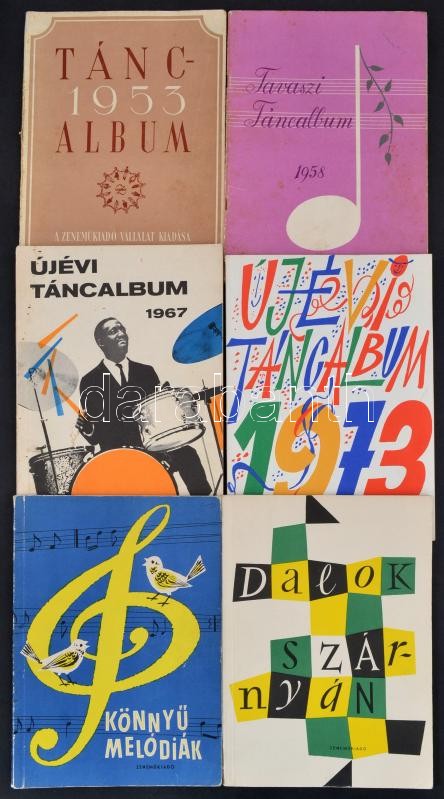 TÁNC-
1953
ALBUM
A ZENEMŰKIADÓ VÁLLALAT KIADÁSA
Tavaszi
Táncalbum
1958
ÚJÉVI
TÁNCALBUM
1967
ÚJÉVI
TÁNCALBUM
1973
darabanth
KÖNNYŰ
MELÓDIÁK
ZENEMŰKIADÓ
Dalok
SZÁR-
nyÁN
ZENEMŰKIADÓ